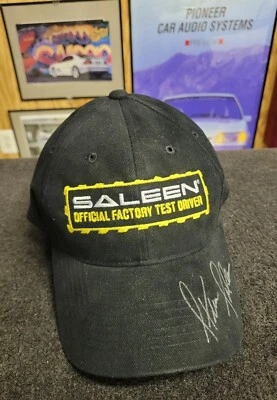 PIONEER
CAR AUDIO SYSTEMS
SALEEN®
OFFICIAL FACTORY TEST DRIVER